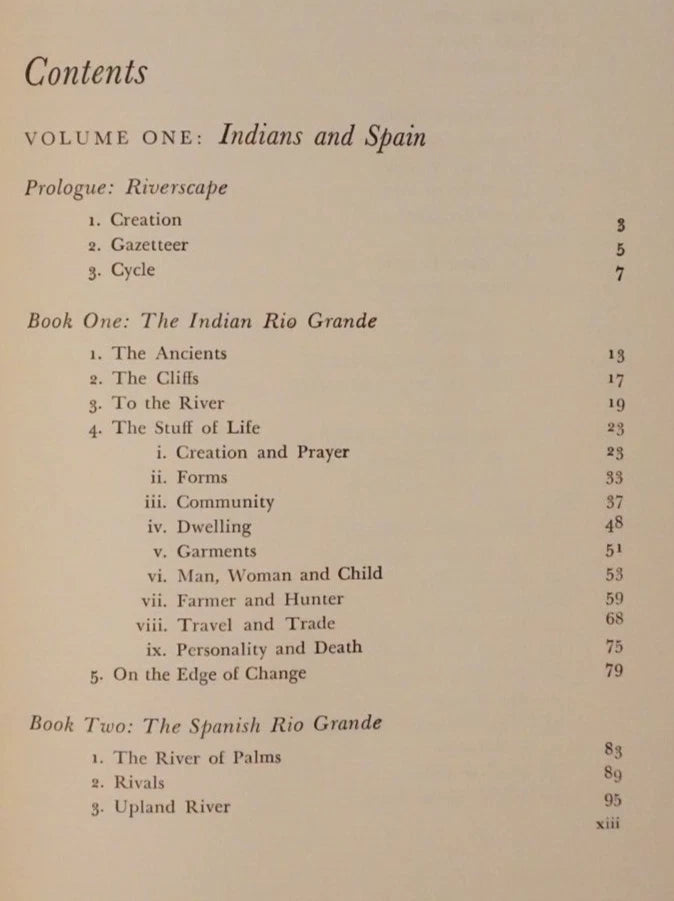 Contents
VOLUME ONE: Indians and Spain
Prologue: Riverscape
1. Creation 3
2. Gazetteer 5
3. Cycle 7
Book One: The Indian Rio Grande
1. The Ancients 13
2. The Cliffs 17
3. To the River 19
4. The Stuff of Life 23
i. Creation and Prayer 23
ii. Forms 33
iii. Community 37
iv. Dwelling 48
v. Garments 51
vi. Man, Woman and Child 53
vii. Farmer and Hunter 59
viii. Travel and Trade 68
ix. Personality and Death 75
5. On the Edge of Change 79
Book Two: The Spanish Rio Grande
1. The River of Palms 83
2. Rivals 89
3. Upland River 95
xiii